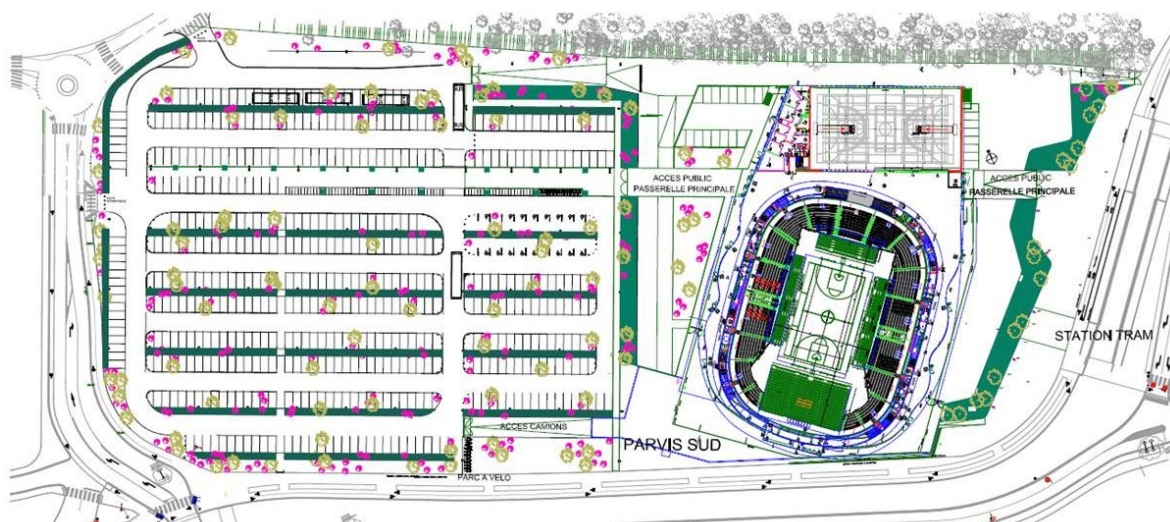 ACCES PUBLIC
PASSERELLE PRINCIPALE
ACCES PUBLIC
PASSERELLE PRINCIPALE
STATION TRAM
ACCES CAMIONS
PARVIS SUD
PARC A VELO